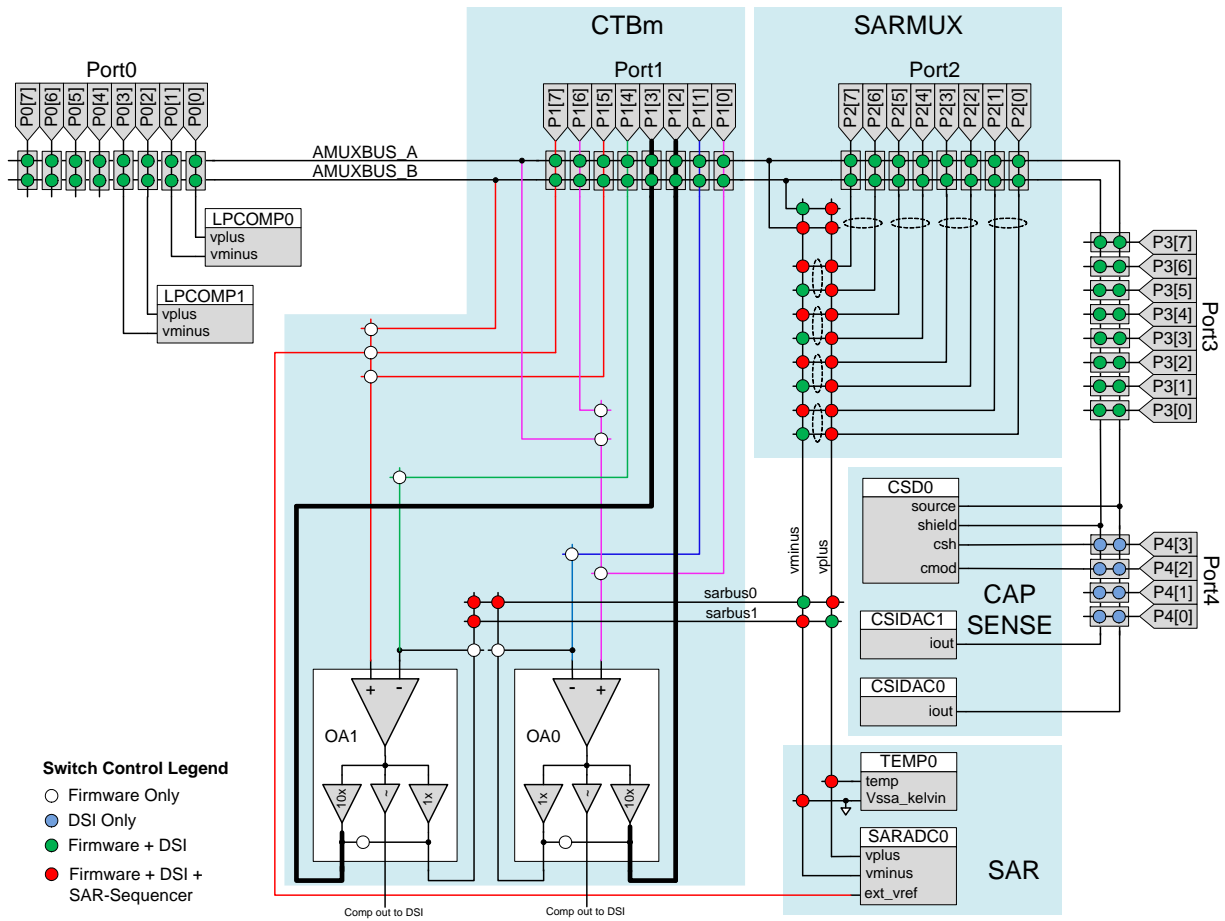 CTBm
SARMUX
Port0
Port1
Port2
P0[7]
P0[6]
P0[5]
P0[4]
P0[3]
P0[2]
P0[1]
P0[0]
P1[7]
P1[6]
P1[5]
P1[4]
P1[3]
P1[2]
P1[1]
P1[0]
P2[7]
P2[6]
P2[5]
P2[4]
P2[3]
P2[2]
P2[1]
P2[0]
AMUXBUS_A
AMUXBUS_B
LPCOMP0
vplus
vminus
LPCOMP1
vplus
vminus
P3[7]
P3[6]
P3[5]
P3[4]
P3[3]
P3[2]
P3[1]
P3[0]
Port3
CSD0
source
shield
csh
cmod
P4[3]
P4[2]
P4[1]
P4[0]
Port4
CAP
SENSE
vminus
vplus
sarbus0
sarbus1
CSIDAC1
iout
CSIDAC0
iout
+
-
-
+
OA1
OA0
10x
~
1x
1x
~
10x
TEMP0
temp
Vssa_kelvin
SARADC0
vplus
vminus
ext_vref
SAR
Switch Control Legend
Firmware Only
DSI Only
Firmware + DSI
Firmware + DSI +
SAR-Sequencer
Comp out to DSI
Comp out to DSI